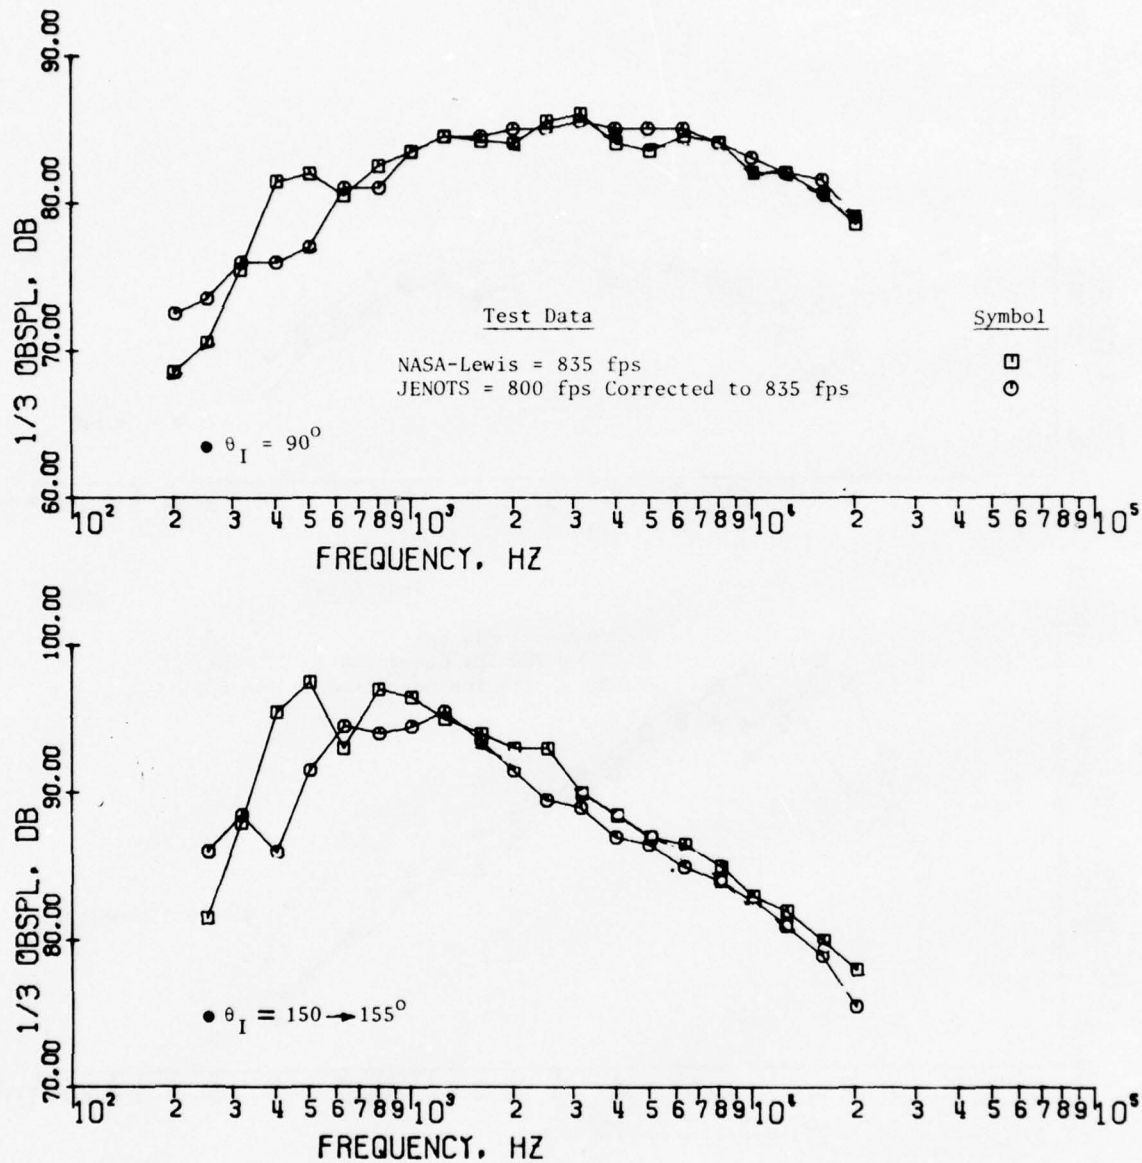 90.00
80.00
70.00
60.00
1/3 OBSPL, DB
Test Data Symbol
NASA-Lewis = 835 fps
JENOTS = 800 fps Corrected to 835 fps
θI = 90°
10² 2 3 4 5 6 7 8 9 10³ 2 3 4 5 6 7 8 9 10⁴ 2 3 4 5 6 7 8 9 10⁵
FREQUENCY, HZ
100.00
90.00
80.00
70.00
1/3 OBSPL, DB
θI = 150 → 155°
10² 2 3 4 5 6 7 8 9 10³ 2 3 4 5 6 7 8 9 10⁴ 2 3 4 5 6 7 8 9 10⁵
FREQUENCY, HZ